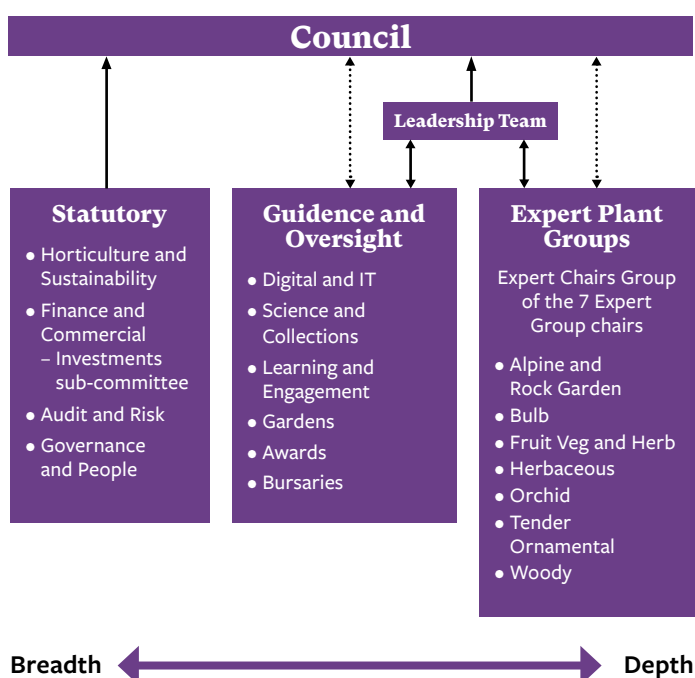 Council
Leadership Team
Statutory
● Horticulture and
Sustainability
● Finance and
Commercial
– Investments
sub-committee
● Audit and Risk
● Governance
and People
Guidence and
Oversight
● Digital and IT
● Science and
Collections
● Learning and
Engagement
● Gardens
● Awards
● Bursaries
Expert Plant
Groups
Expert Chairs Group
of the 7 Expert
Group chairs
● Alpine and
Rock Garden
● Bulb
● Fruit Veg and Herb
● Herbaceous
● Orchid
● Tender
Ornamental
● Woody
Breadth
Depth